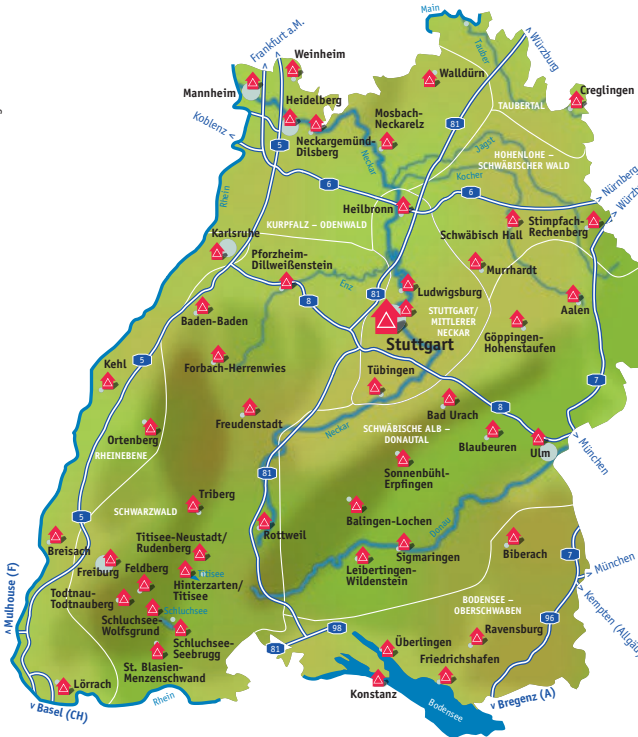 Main
Frankfurt a.M.
Weinheim
Tauber
Würzburg
Mannheim
Walldürn
Creglingen
Heidelberg
TAUBERTAL
Koblenz
Mosbach-
Neckarelz
81
5
Neckargemünd-
Dilsberg
Neckar
Jagst
HOHENLOHE –
SCHWÄBISCHER WALD
Kocher
6
6
Nürnberg
Würzb
Rhein
Heilbronn
KURPFALZ – ODENWALD
Schwäbisch Hall
Stimpfach-
Rechenberg
Karlsruhe
Pforzheim-
Dillweißenstein
Murrhardt
Enz
81
Ludwigsburg
8
STUTTGART/
MITTLERER
NECKAR
Aalen
Baden-Baden
Stuttgart
Göppingen-
Hohenstaufen
5
Forbach-Herrenwies
Kehl
Tübingen
7
Freudenstadt
Bad Urach
8
Ortenberg
Neckar
SCHWÄBISCHE ALB –
DONAUTAL
Blaubeuren
Ulm
München
RHEINEBENE
Sonnenbühl-
Erpfingen
81
Triberg
SCHWARZWALD
5
Balingen-Lochen
Rottweil
Donau
Breisach
Titisee-Neustadt/
Rudenberg
Sigmaringen
Biberach
7
Freiburg
Feldberg
Titisee
Hinterzarten/
Titisee
Leibertingen-
Wildenstein
München
Todtnau-
Todtnauberg
Schluchsee
BODENSEE –
OBERSCHWABEN
Kempten (Allgäu
96
Mulhouse (F)
Schluchsee-
Wolfsgrund
98
Ravensburg
Schluchsee-
Seebrugg
81
Überlingen
St. Blasien-
Menzenschwand
Friedrichshafen
Lörrach
Konstanz
Rhein
Bregenz (A)
Basel (CH)
Bodensee